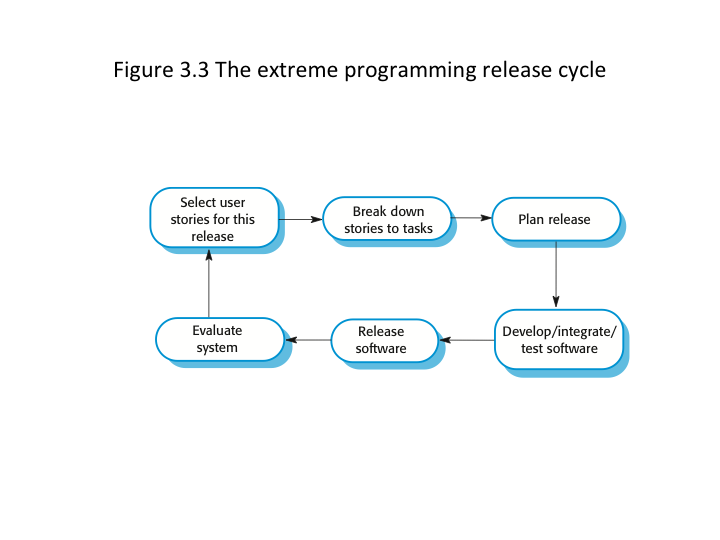 Figure 3.3 The extreme programming release cycle
Select user
stories for this
release
Break down
stories to tasks
Plan release
Develop/integrate/
test software
Release
software
Evaluate
system